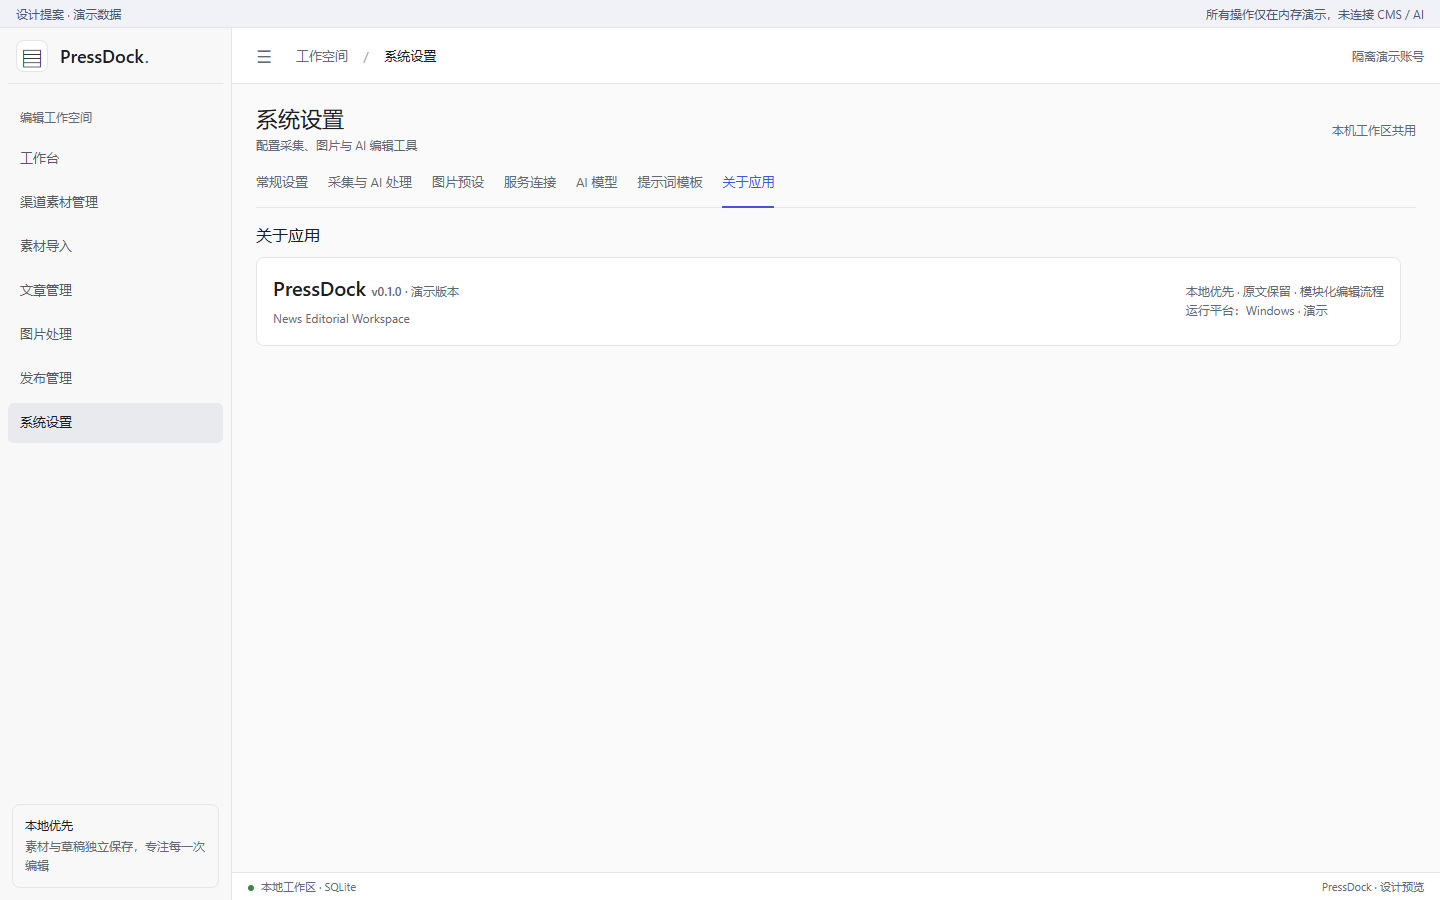 设计提案 · 演示数据
所有操作仅在内存演示，未连接 CMS / AI
PressDock.
工作空间 / 系统设置
隔离演示账号
编辑工作空间
工作台
渠道素材管理
素材导入
文章管理
图片处理
发布管理
系统设置
系统设置
配置采集、图片与 AI 编辑工具
本机工作区共用
常规设置 采集与 AI 处理 图片预设 服务连接 AI 模型 提示词模板 关于应用
关于应用
PressDock v0.1.0 · 演示版本
News Editorial Workspace
本地优先 · 原文保留 · 模块化编辑流程
运行平台：Windows · 演示
本地优先
素材与草稿独立保存，专注每一次
编辑
本地工作区 · SQLite
PressDock · 设计预览